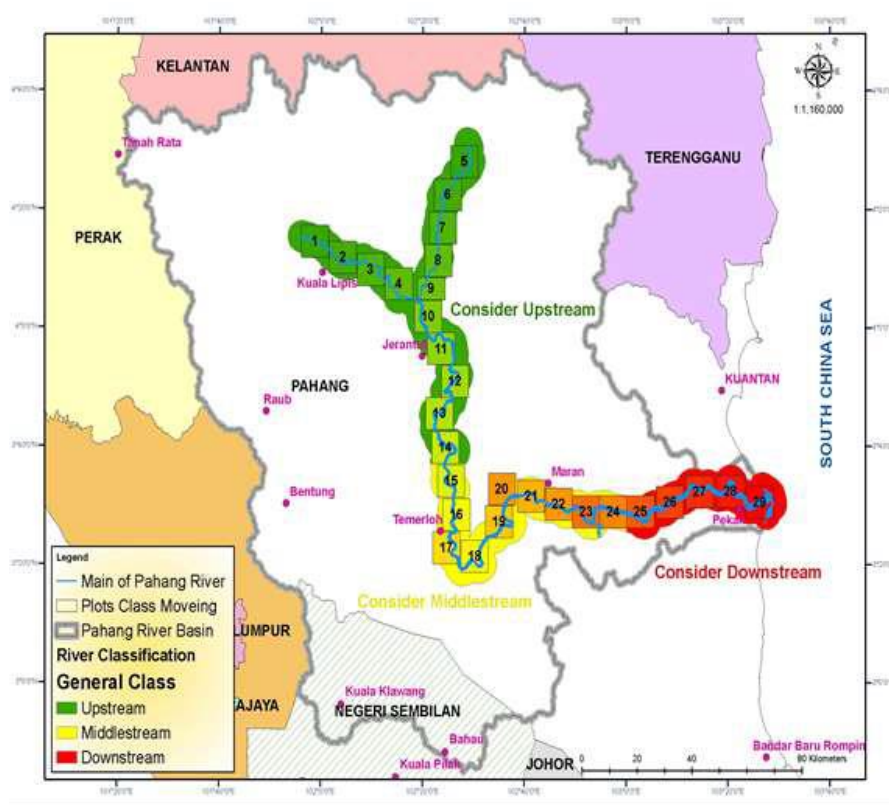 KELANTAN
N
W
E
S
1:1,160,000
Tanah Rata
TERENGGANU
PERAK
5
6
7
8
9
10
1
2
3
4
Kuala Lipis
Consider Upstream
11
12
13
14
PAHANG
Raub
KUANTAN
SOUTH CHINA SEA
Bentung
Maran
15
16
17
18
19
20
21
22
23
24
25
26
27
28
29
Temerloh
Consider Downstream
Consider Middlestream
Legend
Main of Pahang River
Plots Class Moveing
Pahang River Basin
River Classification
General Class
Upstream
Middlestream
Downstream
LUMPUR
AJAYA
Kuala Klawang
NEGERI SEMBILAN
Bahau
JOHOR
Bandar Baru Rompin
0 10 20 40 60 80
Kilometers